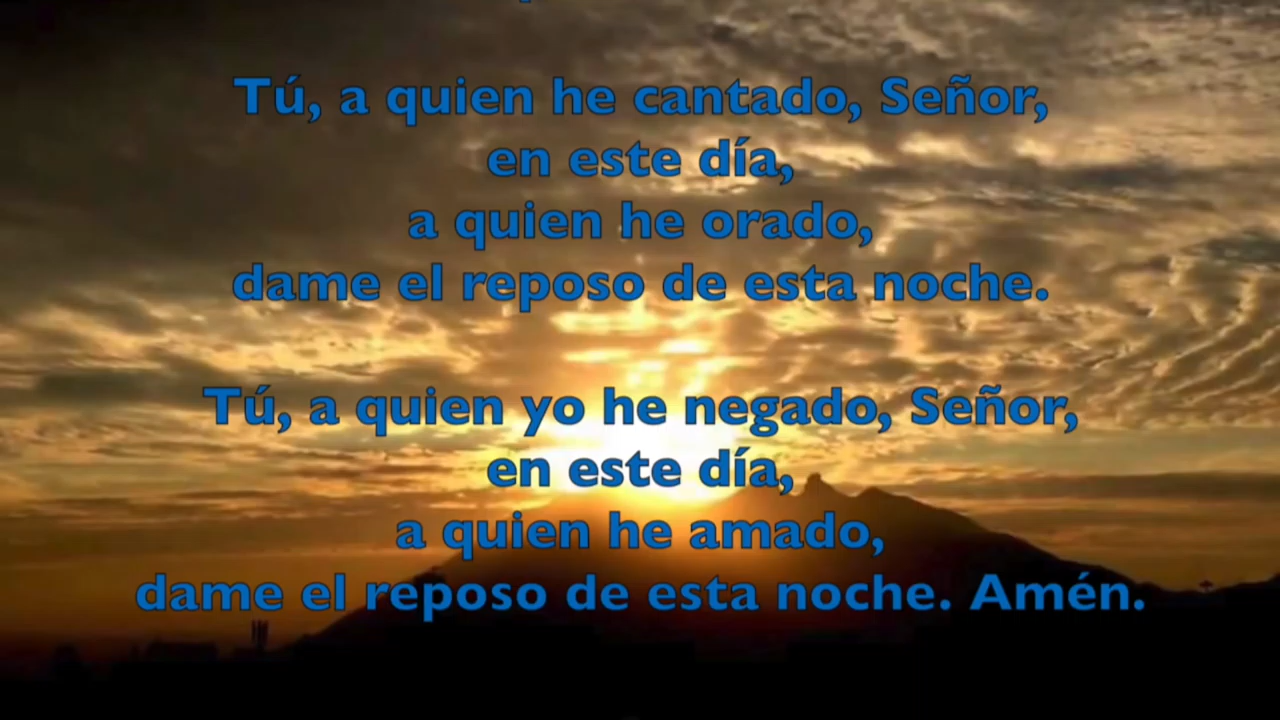 Tú, a quien he cantado, Señor,
en este día,
a quien he orado,
dame el reposo de esta noche.
Tú, a quien yo he negado, Señor,
en este día,
a quien he amado,
dame el reposo de esta noche. Amén.